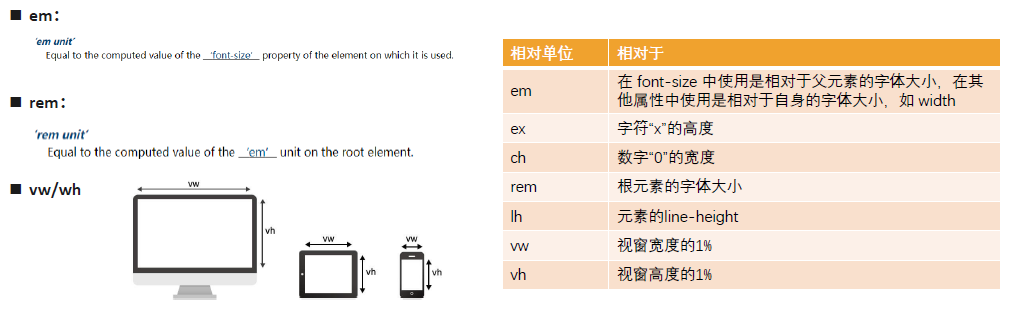 ■ em：
'em unit'
Equal to the computed value of the 'font-size' property of the element on which it is used.
■ rem：
'rem unit'
Equal to the computed value of the 'em' unit on the root element.
■ vw/wh
vw
vh
vw
vh
vw
vh
相对单位 相对于
em 在 font-size 中使用是相对于父元素的字体大小，在其
他属性中使用是相对于自身的字体大小，如 width
ex 字符“x”的高度
ch 数字“0”的宽度
rem 根元素的字体大小
lh 元素的line-height
vw 视窗宽度的1%
vh 视窗高度的1%